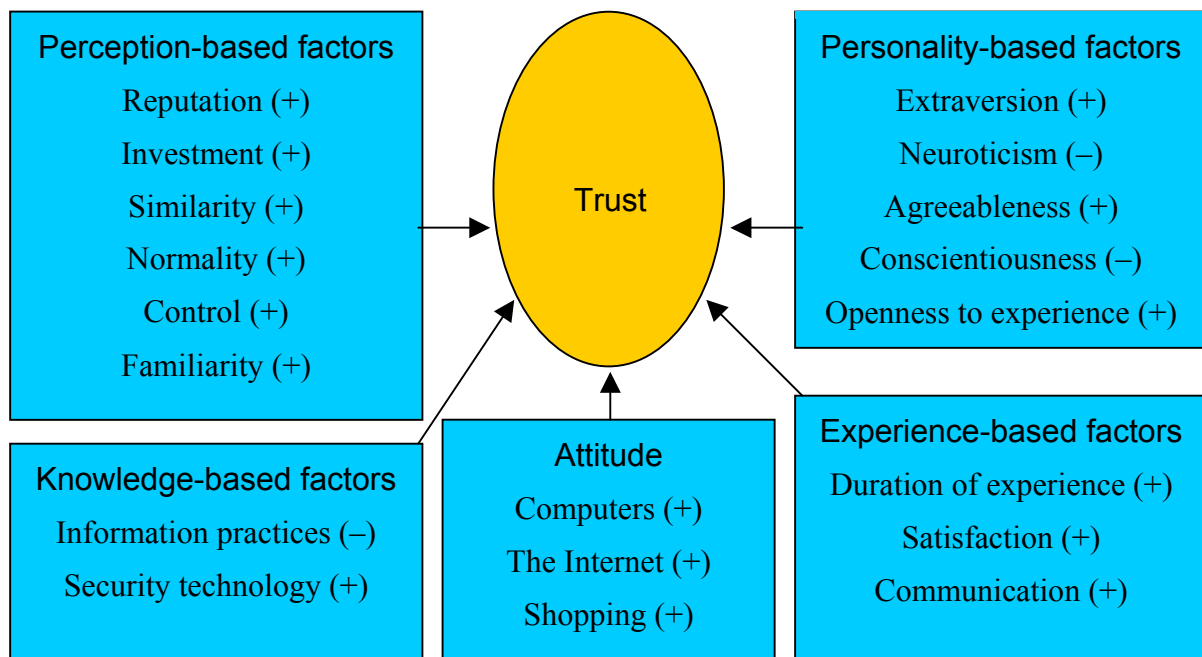 Perception-based factors
Reputation (+)
Investment (+)
Similarity (+)
Normality (+)
Control (+)
Familiarity (+)
Trust
Personality-based factors
Extraversion (+)
Neuroticism (–)
Agreeableness (+)
Conscientiousness (–)
Openness to experience (+)
Knowledge-based factors
Information practices (–)
Security technology (+)
Attitude
Computers (+)
The Internet (+)
Shopping (+)
Experience-based factors
Duration of experience (+)
Satisfaction (+)
Communication (+)